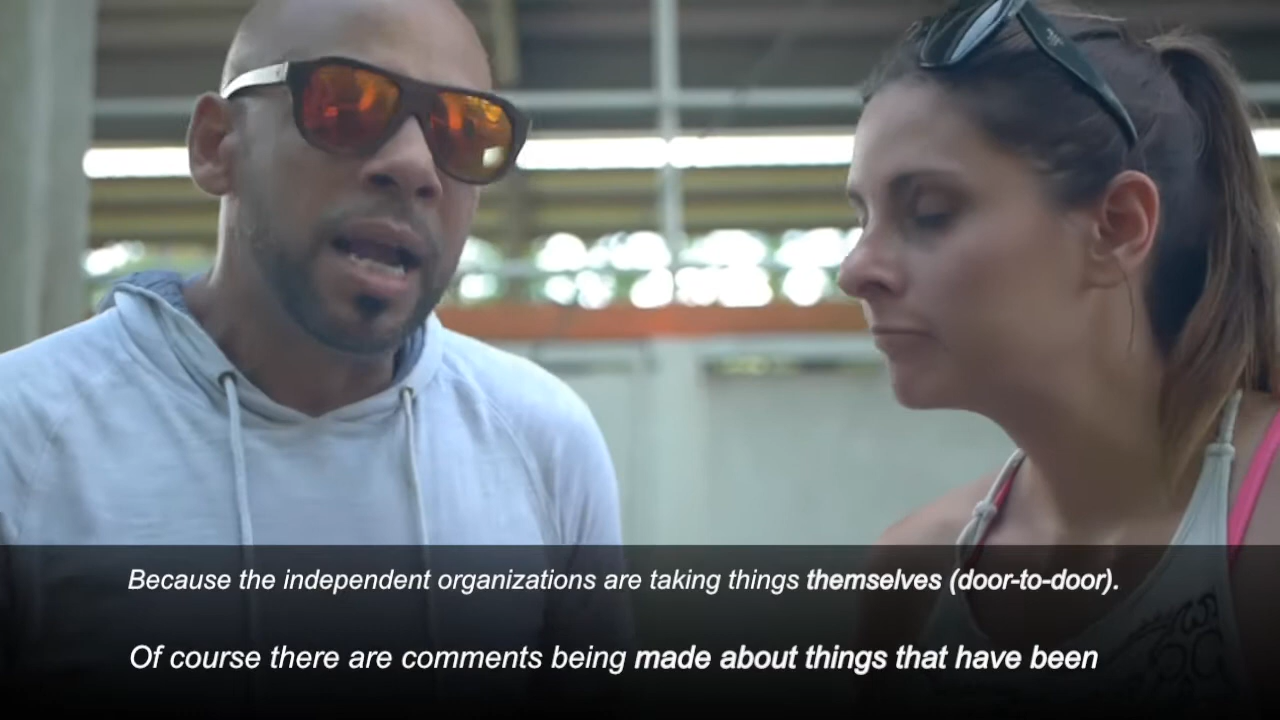 Because the independent organizations are taking things themselves (door-to-door).
Of course there are comments being made about things that have been